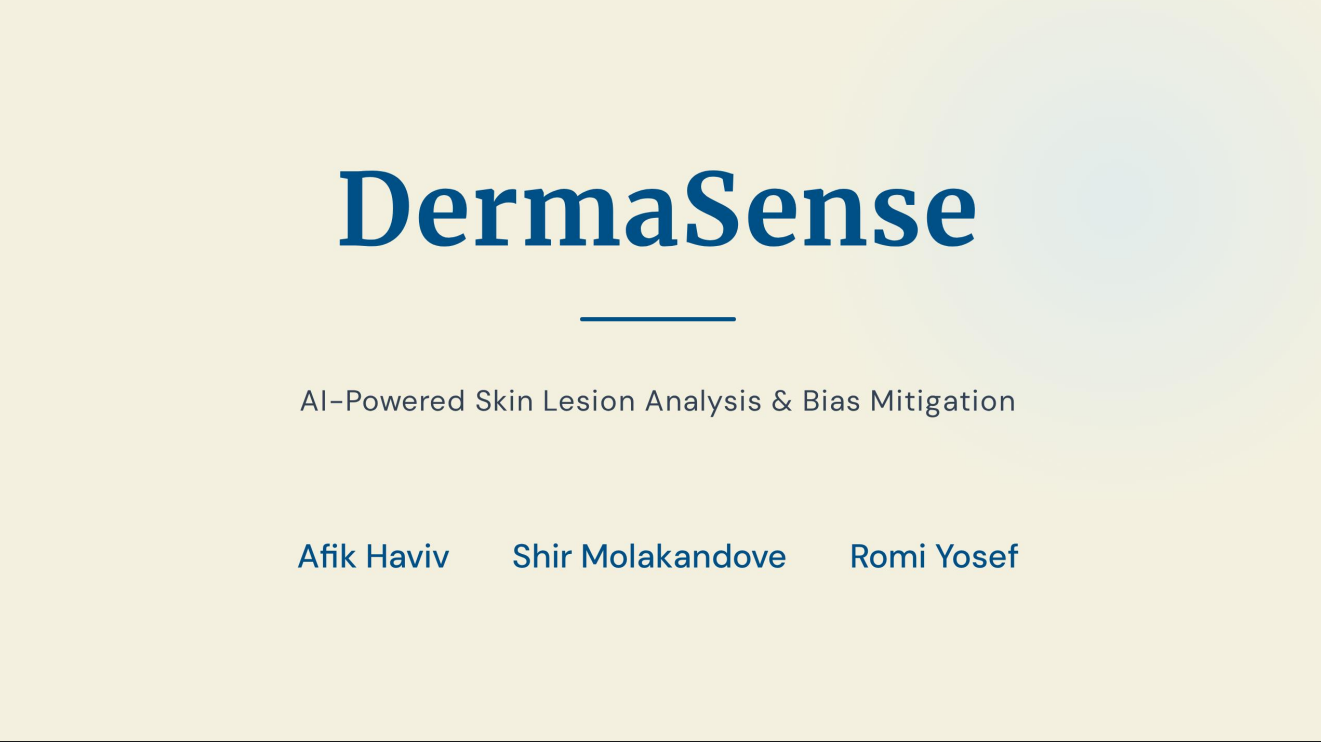 DermaSense
AI-Powered Skin Lesion Analysis & Bias Mitigation
Afik Haviv Shir Molakandove Romi Yosef